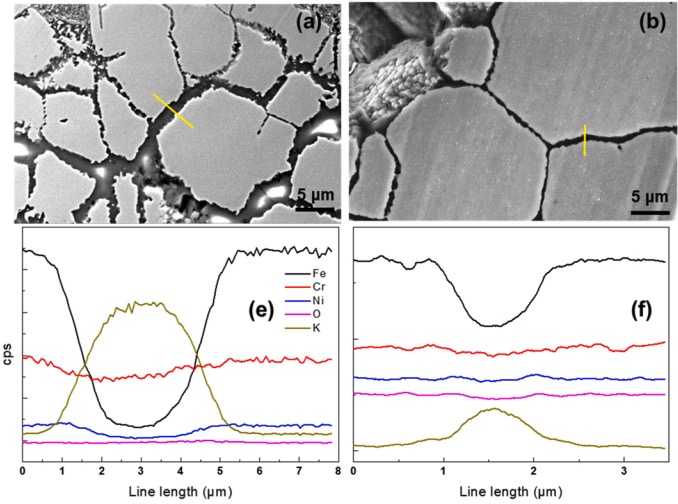 (a)
5 µm
(b)
5 µm
Fe
Cr
Ni
O
K
(e)
cps
0 1 2 3 4 5 6 7 8
Line length (µm)
(f)
0 1 2 3
Line length (µm)